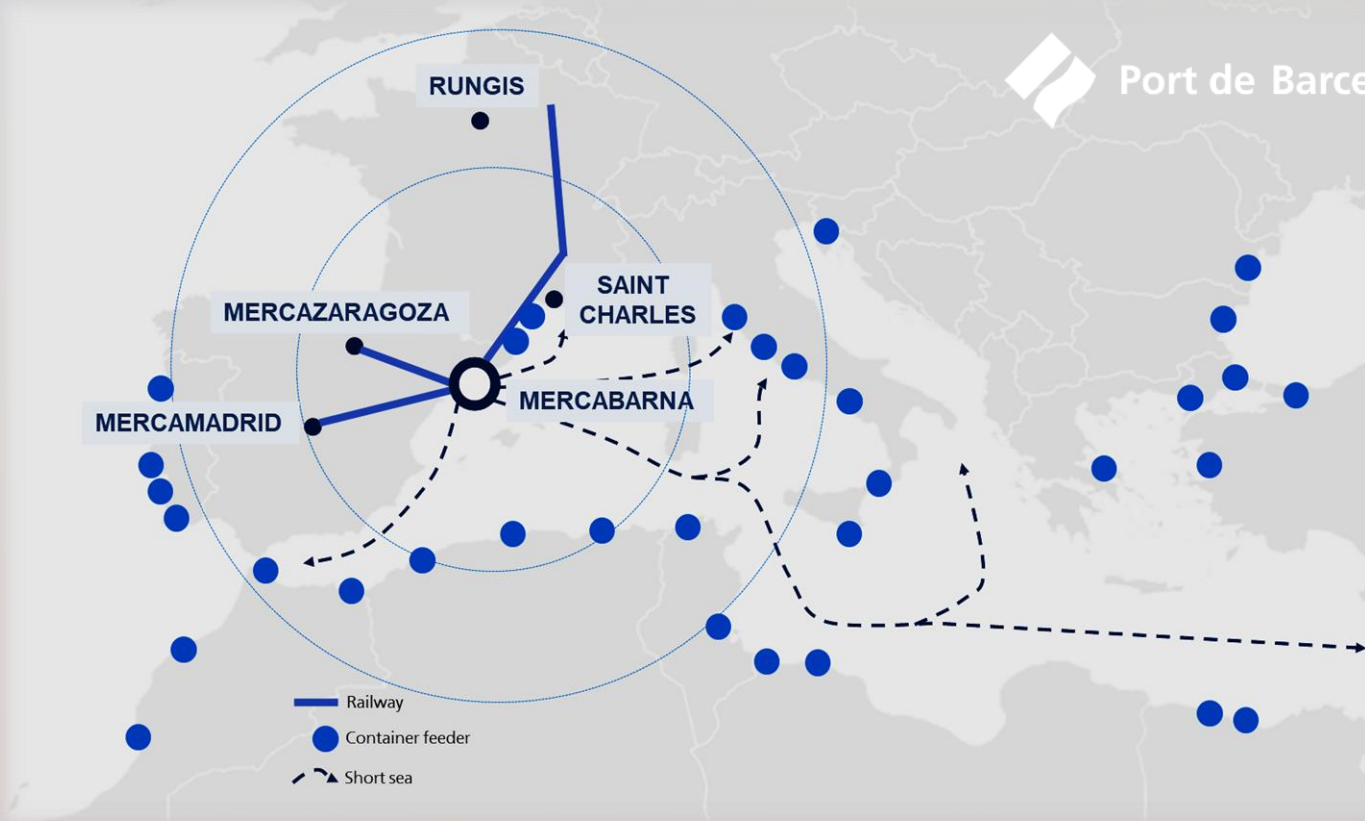 RUNGIS
Port de Barce
SAINT
CHARLES
MERCAZARAGOZA
MERCABARNA
MERCAMADRID
Railway
Container feeder
Short sea